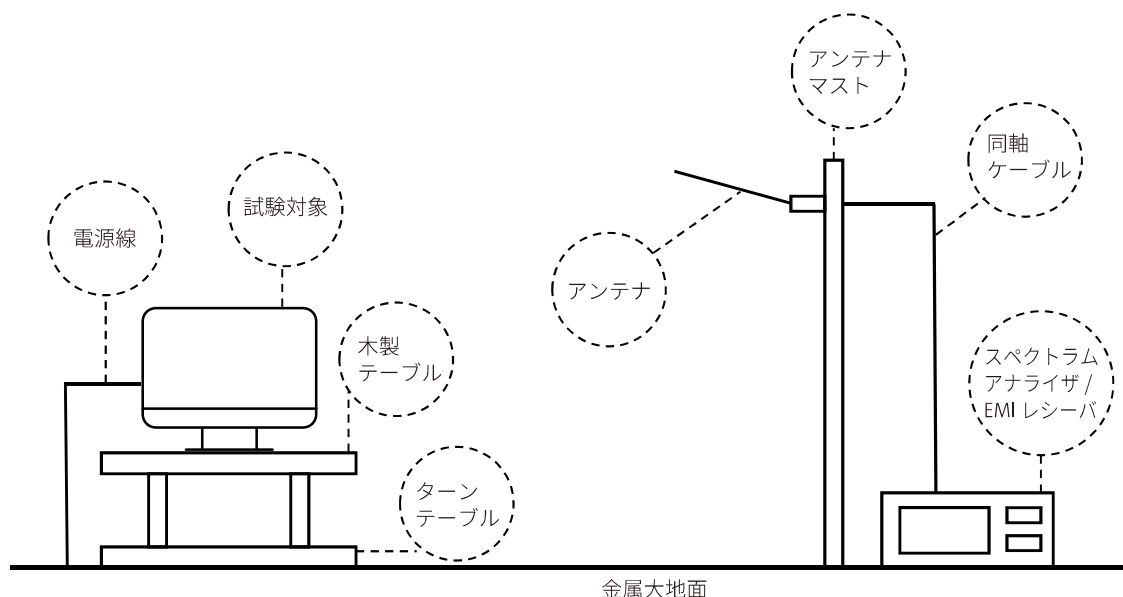 アンテナ
マスト
同軸
ケーブル
試験対象
電源線
アンテナ
木製
テーブル
スペクトラム
アナライザ /
EMI レシーバ
ターン
テーブル
金属大地面